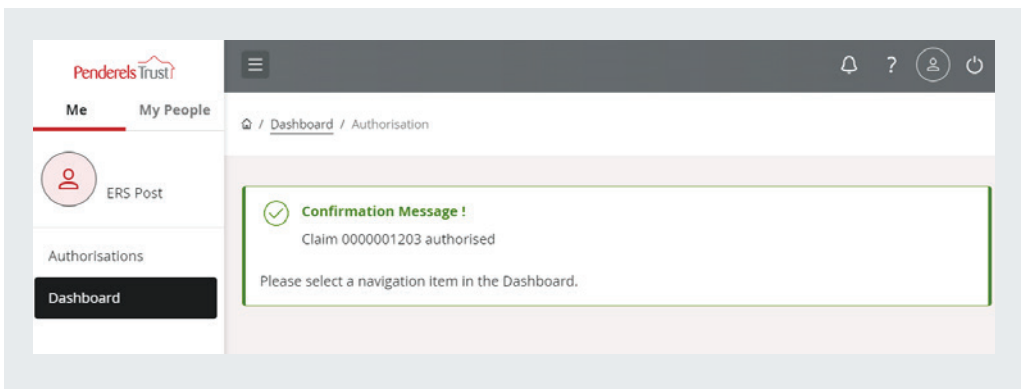 Penderels Trust
Me My People
ERS Post
Authorisations
Dashboard
?
/ Dashboard / Authorisation
Confirmation Message !
Claim 0000001203 authorised
Please select a navigation item in the Dashboard.